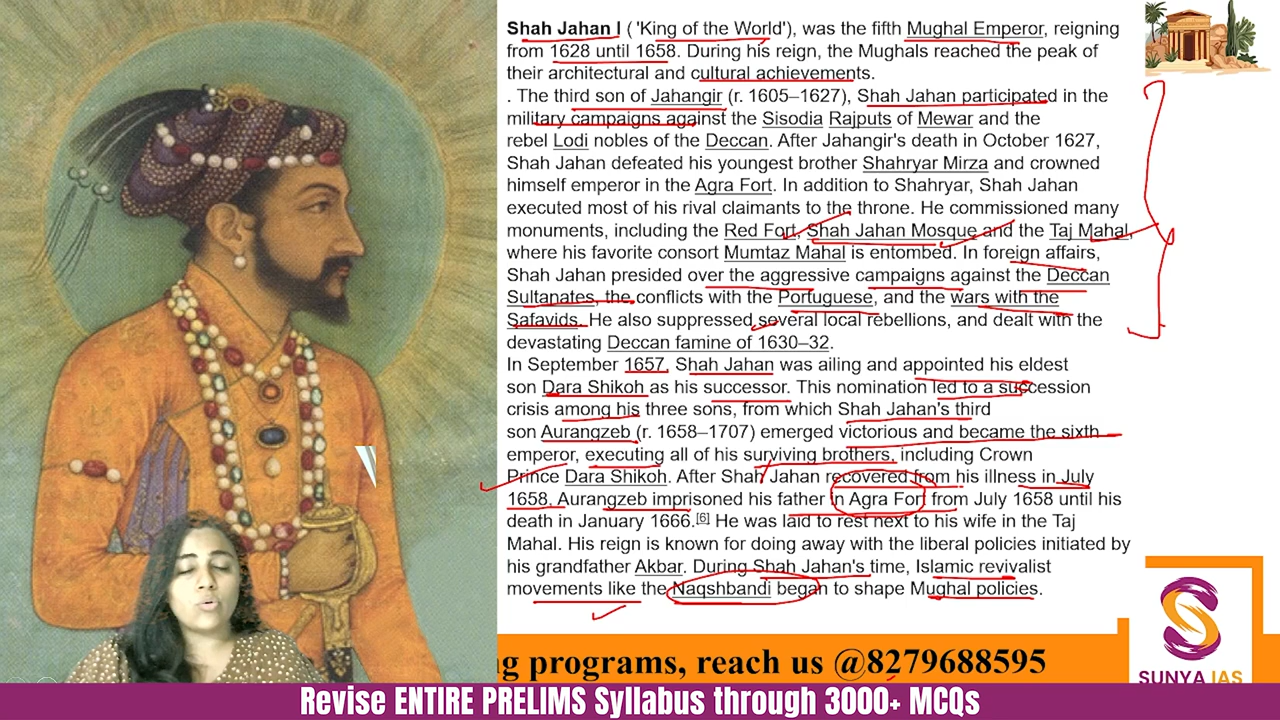 Shah Jahan I ( 'King of the World'), was the fifth Mughal Emperor, reigning
from 1628 until 1658. During his reign, the Mughals reached the peak of
their architectural and cultural achievements.
. The third son of Jahangir (r. 1605–1627), Shah Jahan participated in the
military campaigns against the Sisodia Rajputs of Mewar and the
rebel Lodi nobles of the Deccan. After Jahangir's death in October 1627,
Shah Jahan defeated his youngest brother Shahryar Mirza and crowned
himself emperor in the Agra Fort. In addition to Shahryar, Shah Jahan
executed most of his rival claimants to the throne. He commissioned many
monuments, including the Red Fort, Shah Jahan Mosque and the Taj Mahal,
where his favorite consort Mumtaz Mahal is entombed. In foreign affairs,
Shah Jahan presided over the aggressive campaigns against the Deccan
Sultanates, the conflicts with the Portuguese, and the wars with the
Safavids. He also suppressed several local rebellions, and dealt with the
devastating Deccan famine of 1630–32.
In September 1657, Shah Jahan was ailing and appointed his eldest
son Dara Shikoh as his successor. This nomination led to a succession
crisis among his three sons, from which Shah Jahan's third
son Aurangzeb (r. 1658–1707) emerged victorious and became the sixth
emperor, executing all of his surviving brothers, including Crown
Prince Dara Shikoh. After Shah Jahan recovered from his illness in July
1658, Aurangzeb imprisoned his father in Agra Fort from July 1658 until his
death in January 1666.[6] He was laid to rest next to his wife in the Taj
Mahal. His reign is known for doing away with the liberal policies initiated by
his grandfather Akbar. During Shah Jahan's time, Islamic revivalist
movements like the Naqshbandi began to shape Mughal policies.
g programs, reach us @8279688595
SUNYA IAS
Revise ENTIRE PRELIMS Syllabus through 3000+ MCQs